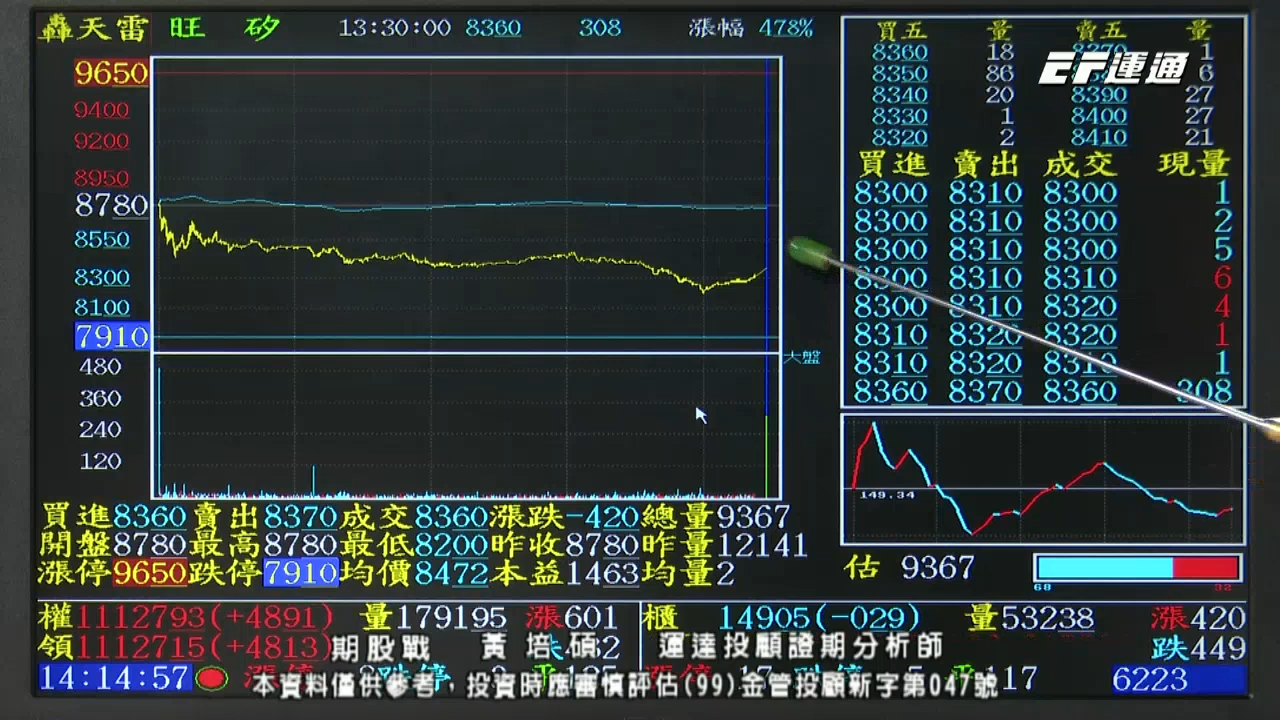 轟天雷 旺 矽 13:30:00 8360 308 漲幅 478%
9650
9400
9200
8950
8780
8550
8300
8100
7910
480
360
240
120
大盤
買五 量 賣五 量
8360 18 1
8350 86 6
8340 20 8390 27
8330 1 8400 27
8320 2 8410 21
EF運通
買進 賣出 成交 現量
8300 8310 8300 1
8300 8310 8300 2
8300 8310 8300 5
8300 8310 8310 6
8300 8310 8320 4
8310 8320 8320 1
8310 8320 8310 1
8360 8370 8360 308
149.34
買進8360賣出8370成交8360漲跌-420總量9367
開盤8780最高8780最低8200昨收8780昨量12141
漲停9650跌停7910均價8472本益1463均量2
估 9367
68 32
權1112793(+4891) 量179195 漲601 櫃 14905(-029) 量53238 漲420
領1112715(+4813) 跌449
期股戰 黃培碩 運達投顧證期分析師
14:14:57 117 6223
本資料僅供參考，投資時應審慎評估(99)金管投顧新字第047號